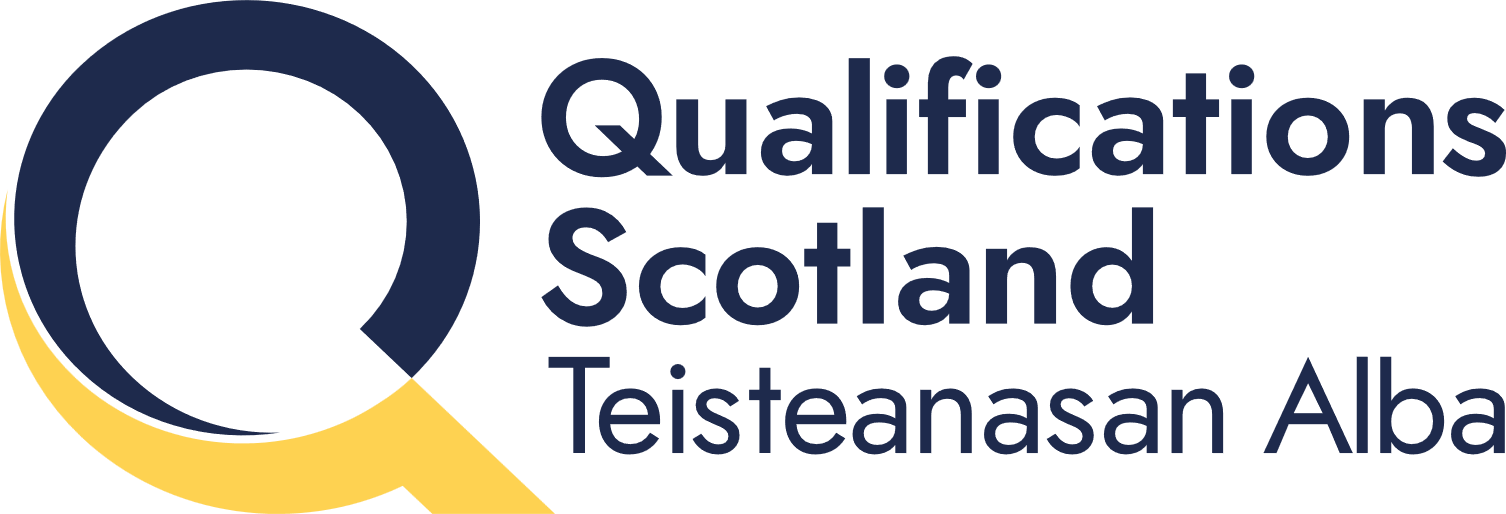 Qualifications
Scotland
Teisteanasan Alba